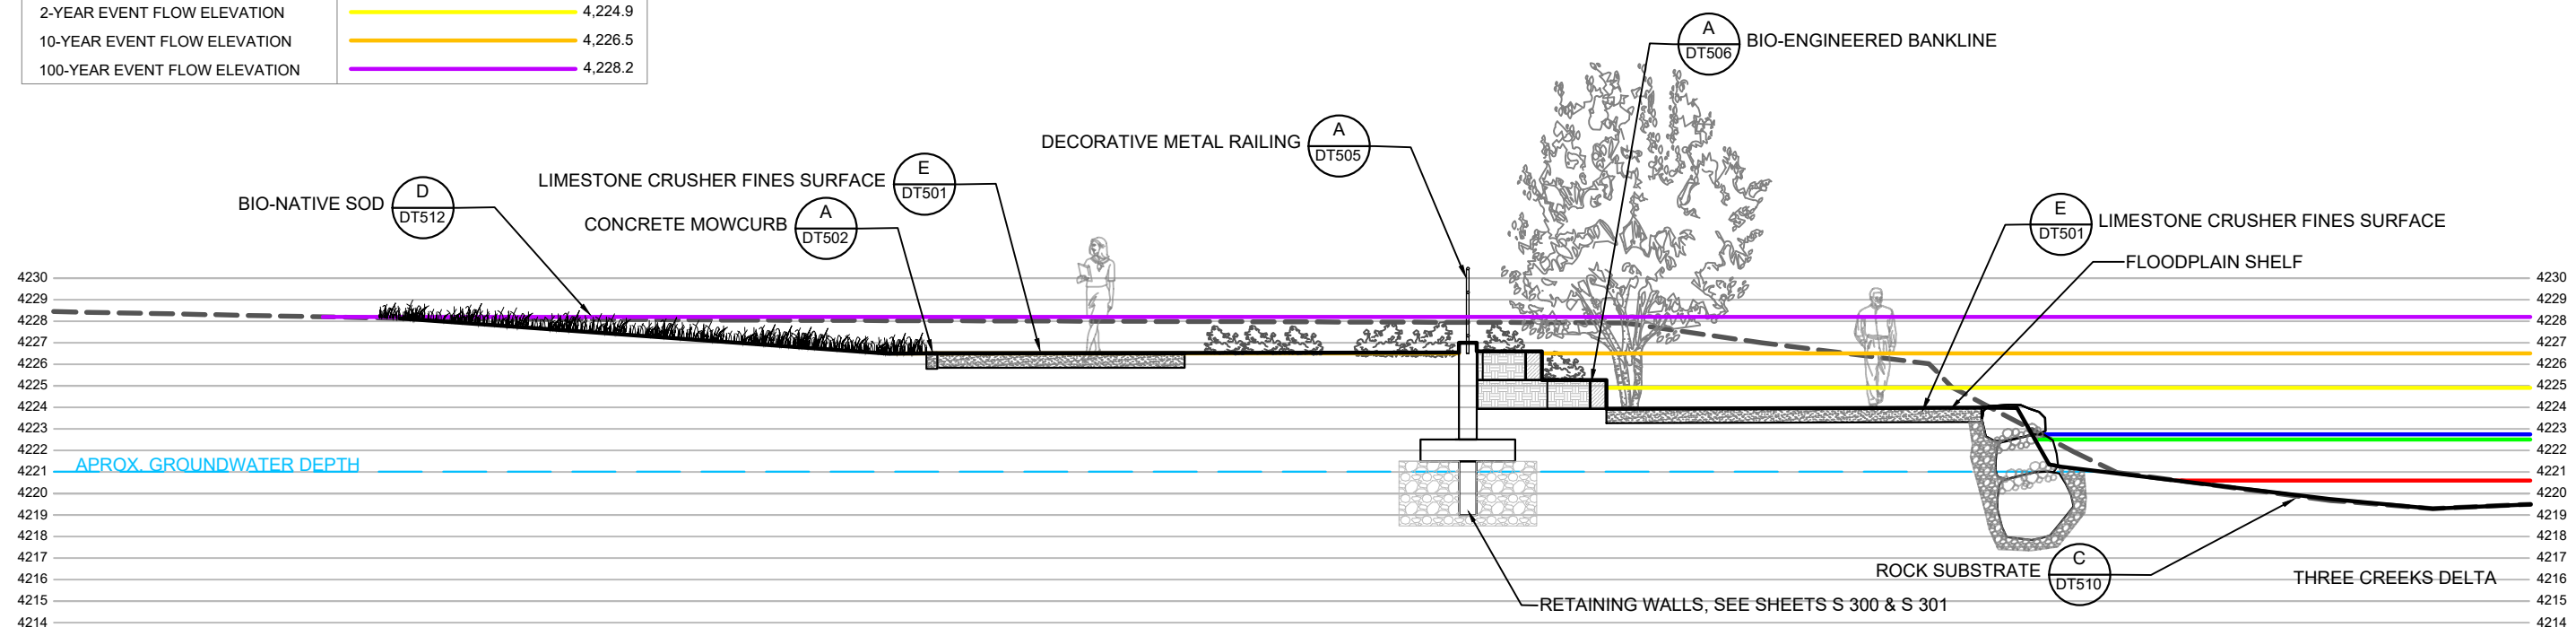 2-YEAR EVENT FLOW ELEVATION 4,224.9
10-YEAR EVENT FLOW ELEVATION 4,226.5
100-YEAR EVENT FLOW ELEVATION 4,228.2
A
DT506
BIO-ENGINEERED BANKLINE
DECORATIVE METAL RAILING
A
DT505
LIMESTONE CRUSHER FINES SURFACE
E
DT501
BIO-NATIVE SOD
D
DT512
CONCRETE MOWCURB
A
DT502
E
DT501
LIMESTONE CRUSHER FINES SURFACE
FLOODPLAIN SHELF
4230 4230
4229 4229
4228 4228
4227 4227
4226 4226
4225 4225
4224 4224
4223 4223
4222 4222
APROX. GROUNDWATER DEPTH
4221 4221
4220 4220
4219 4219
4218 4218
4217 4217
ROCK SUBSTRATE
C
DT510
THREE CREEKS DELTA
4216 4216
4215 4215
RETAINING WALLS, SEE SHEETS S 300 & S 301
4214 4214